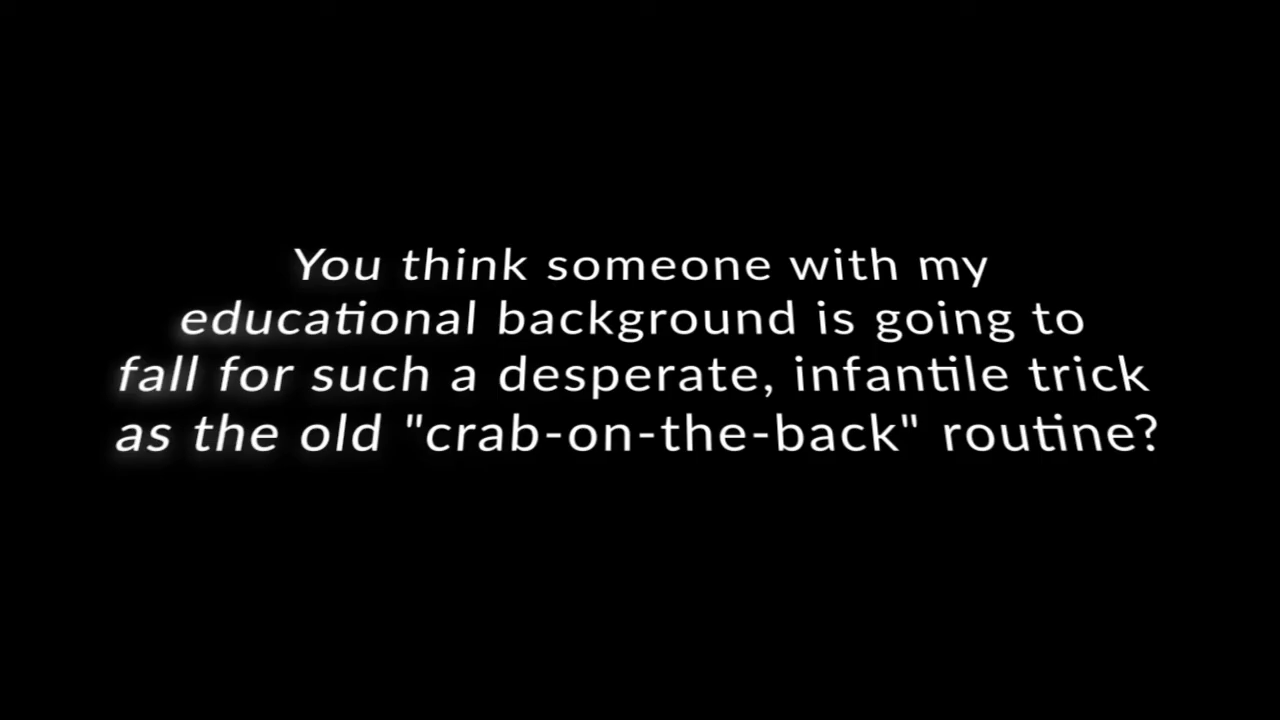 You think someone with my
educational background is going to
fall for such a desperate, infantile trick
as the old "crab-on-the-back" routine?